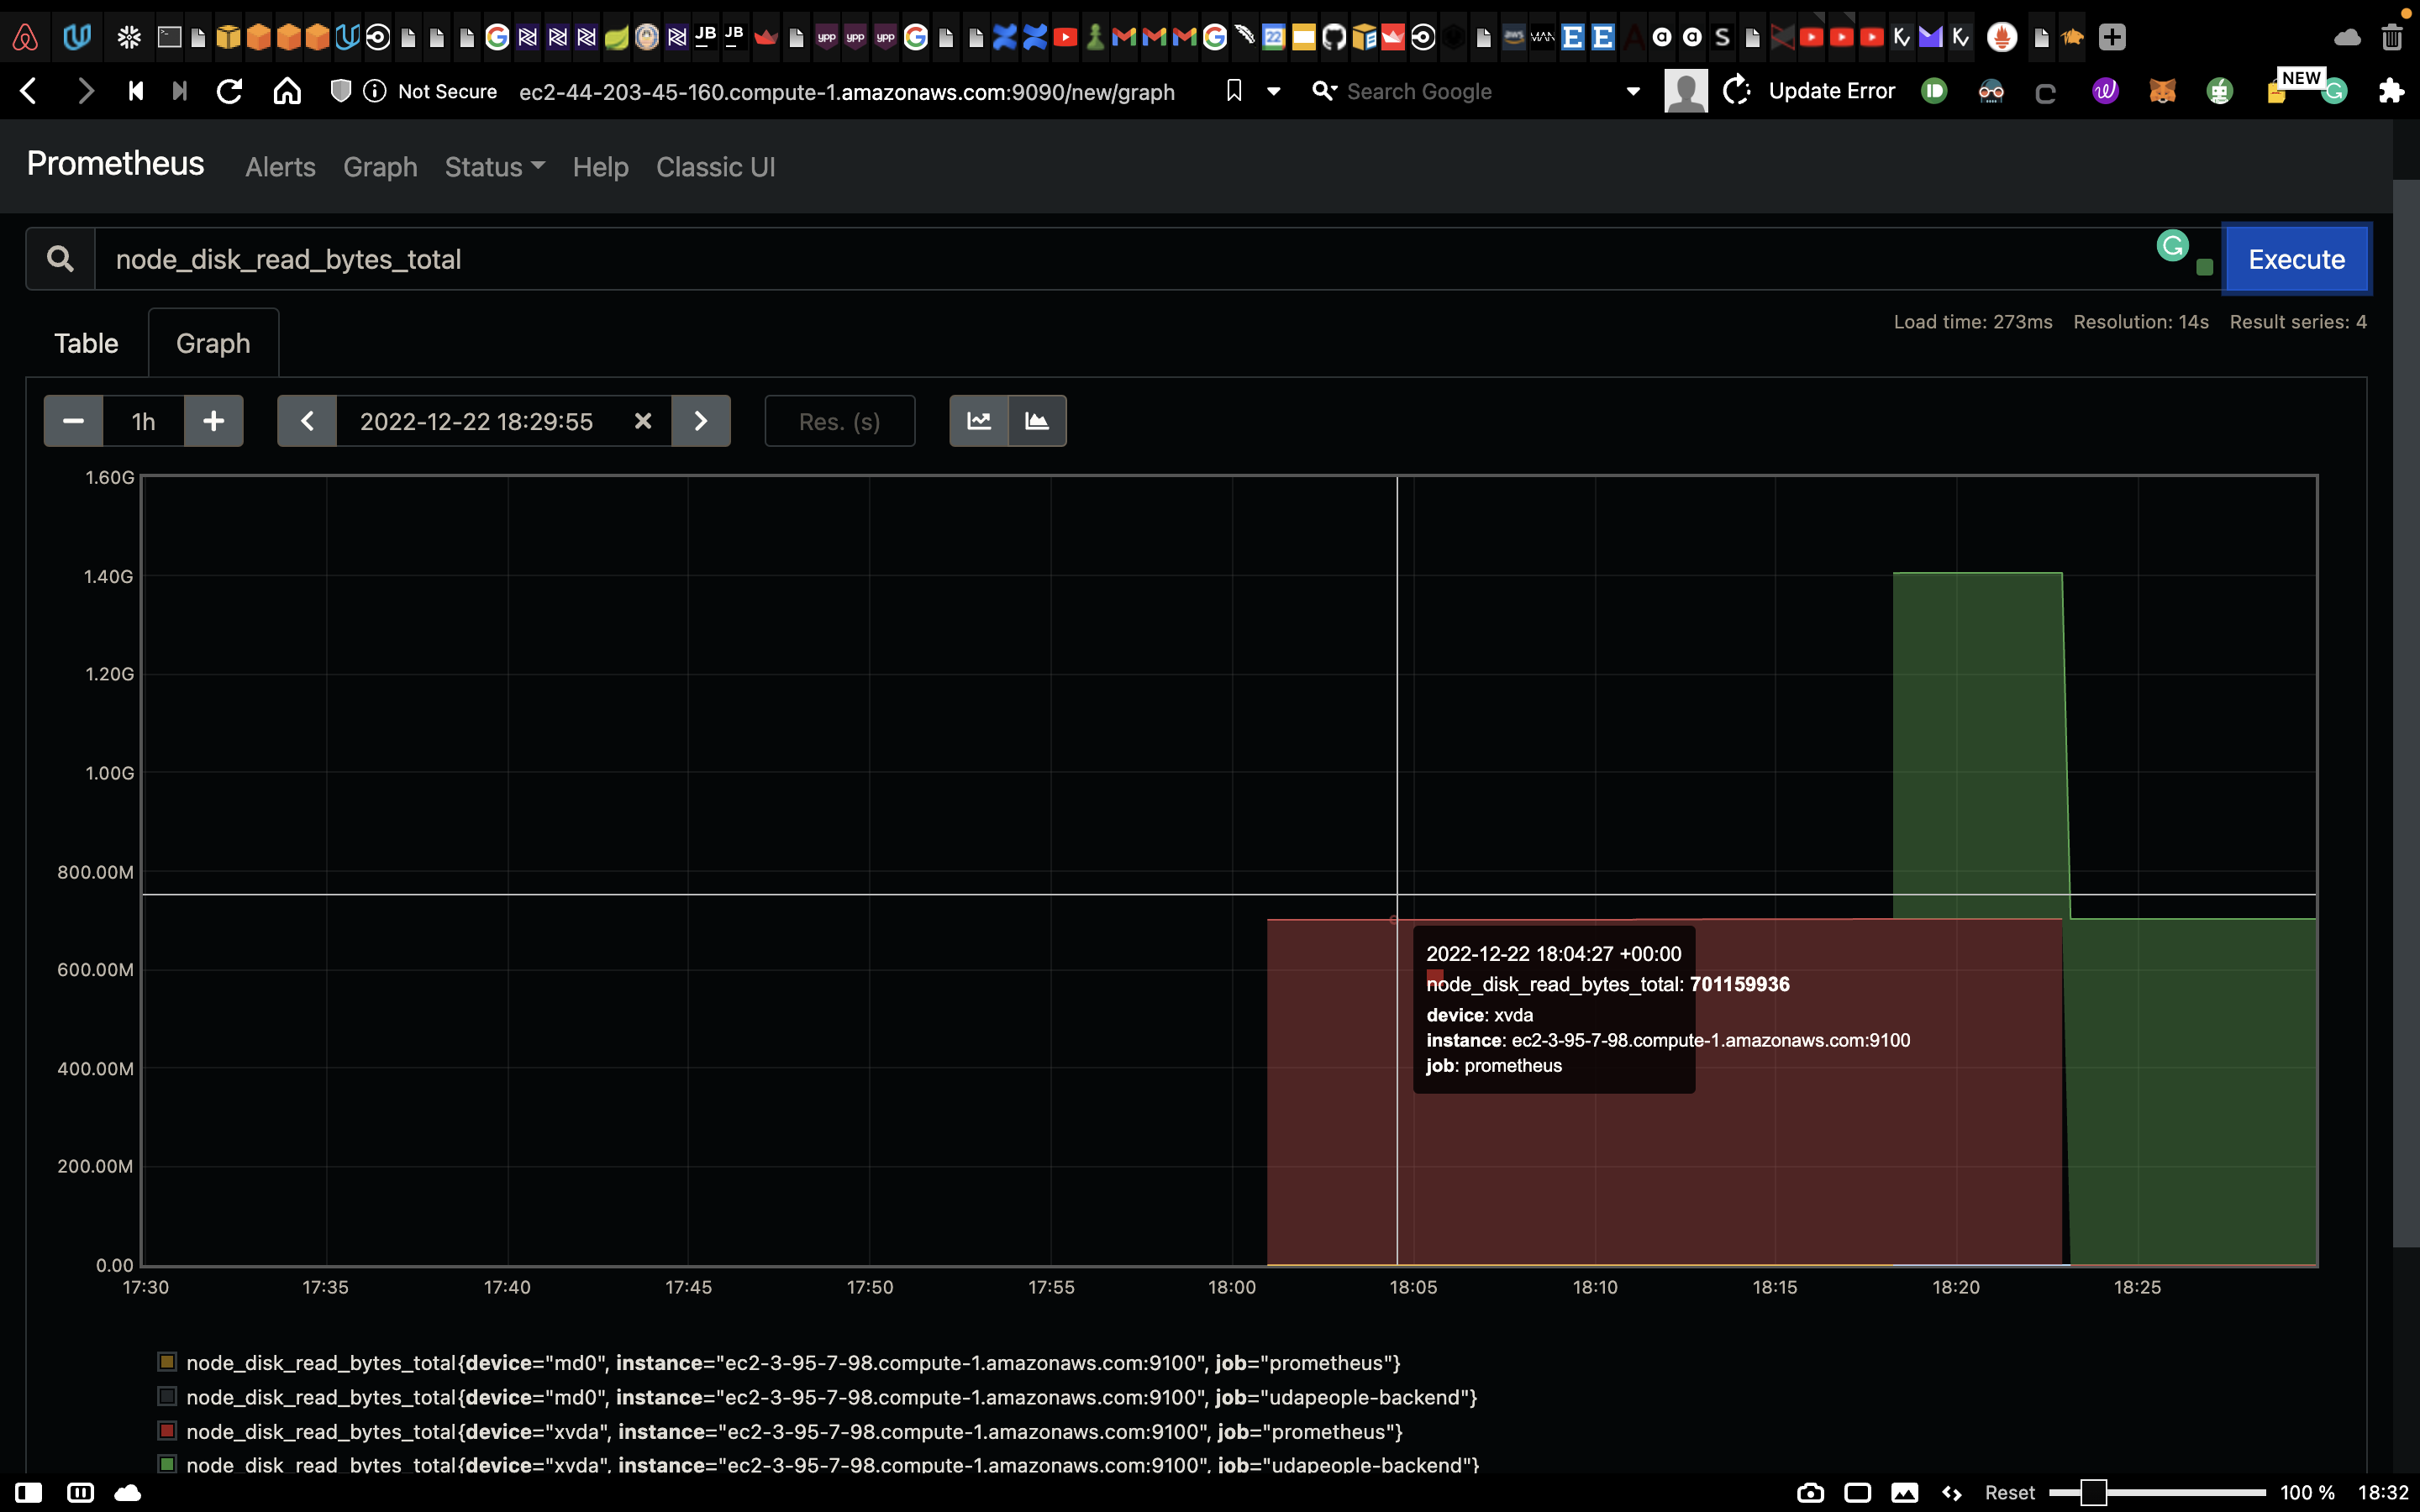 JB JB YPP YPP YPP 22 aws MAN E E a a S
Not Secure ec2-44-203-45-160.compute-1.amazonaws.com:9090/new/graph Search Google Update Error NEW
Prometheus Alerts Graph Status Help Classic UI
node_disk_read_bytes_total Execute
Load time: 273ms Resolution: 14s Result series: 4
Table Graph
1h 2022-12-22 18:29:55 Res. (s)
1.60G
1.40G
1.20G
1.00G
800.00M
600.00M
400.00M
200.00M
0.00
2022-12-22 18:04:27 +00:00
node_disk_read_bytes_total: 701159936
device: xvda
instance: ec2-3-95-7-98.compute-1.amazonaws.com:9100
job: prometheus
17:30 17:35 17:40 17:45 17:50 17:55 18:00 18:05 18:10 18:15 18:20 18:25
node_disk_read_bytes_total{device="md0", instance="ec2-3-95-7-98.compute-1.amazonaws.com:9100", job="prometheus"}
node_disk_read_bytes_total{device="md0", instance="ec2-3-95-7-98.compute-1.amazonaws.com:9100", job="udapeople-backend"}
node_disk_read_bytes_total{device="xvda", instance="ec2-3-95-7-98.compute-1.amazonaws.com:9100", job="prometheus"}
node_disk_read_bytes_total{device="xvda", instance="ec2-3-95-7-98.compute-1.amazonaws.com:9100", job="udapeople-backend"}
Reset 100 % 18:32